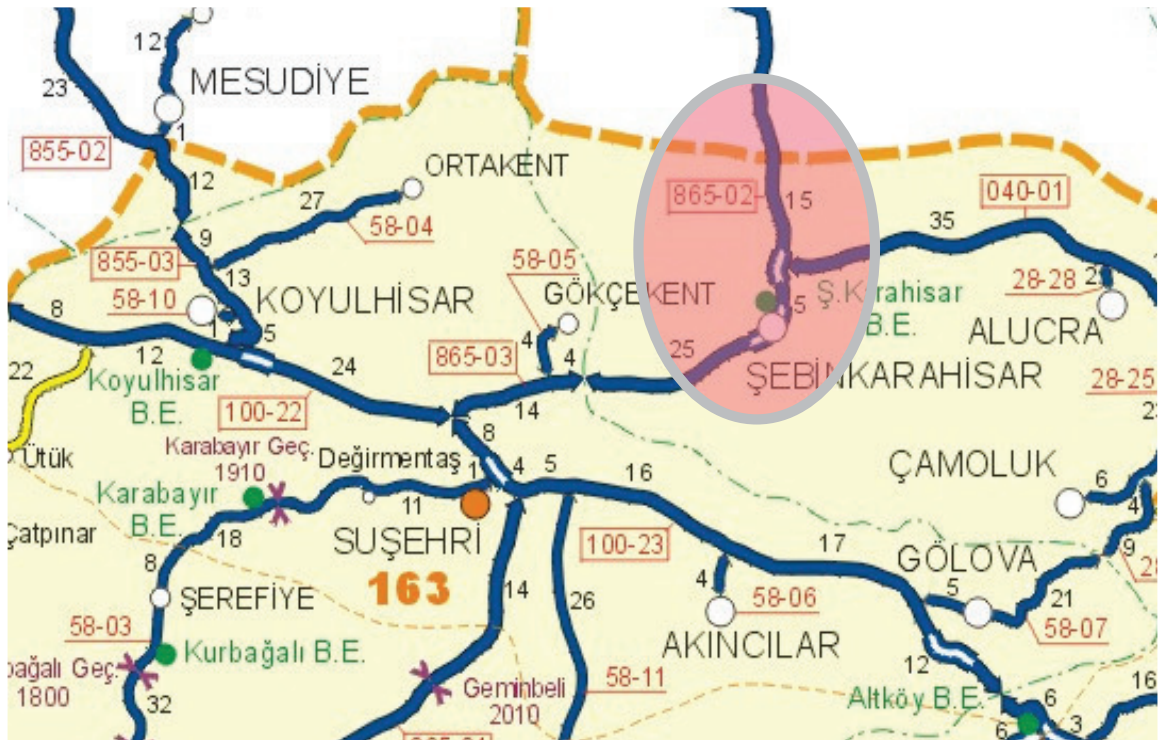 12
MESUDİYE
23
1
855-02
ORTAKENT
12
27
865-02
15
040-01
58-04
35
9
58-05
855-03
13
28-28
2
58-10
KOYULHİSAR
GÖKÇEKENT
Ş.Karahisar
B.E.
5
ALUCRA
8
1
5
4
12
24
865-03
4
25
22
Koyulhisar
B.E.
ŞEBİNKARAHİSAR
28-25
100-22
14
Karabayır Geç.
1910
8
Ütük
Değirmentaş
1
4
5
16
ÇAMOLUK
6
Karabayır
B.E.
11
4
Çatpınar
18
SUŞEHRİ
100-23
17
GÖLOVA
9
8
163
14
4
5
ŞEREFİYE
26
58-06
21
58-03
AKINCILAR
58-07
Kurbağalı B.E.
12
bağalı Geç.
1800
Geminbeli
2010
58-11
Altköy B.E.
6
16
32
6
3